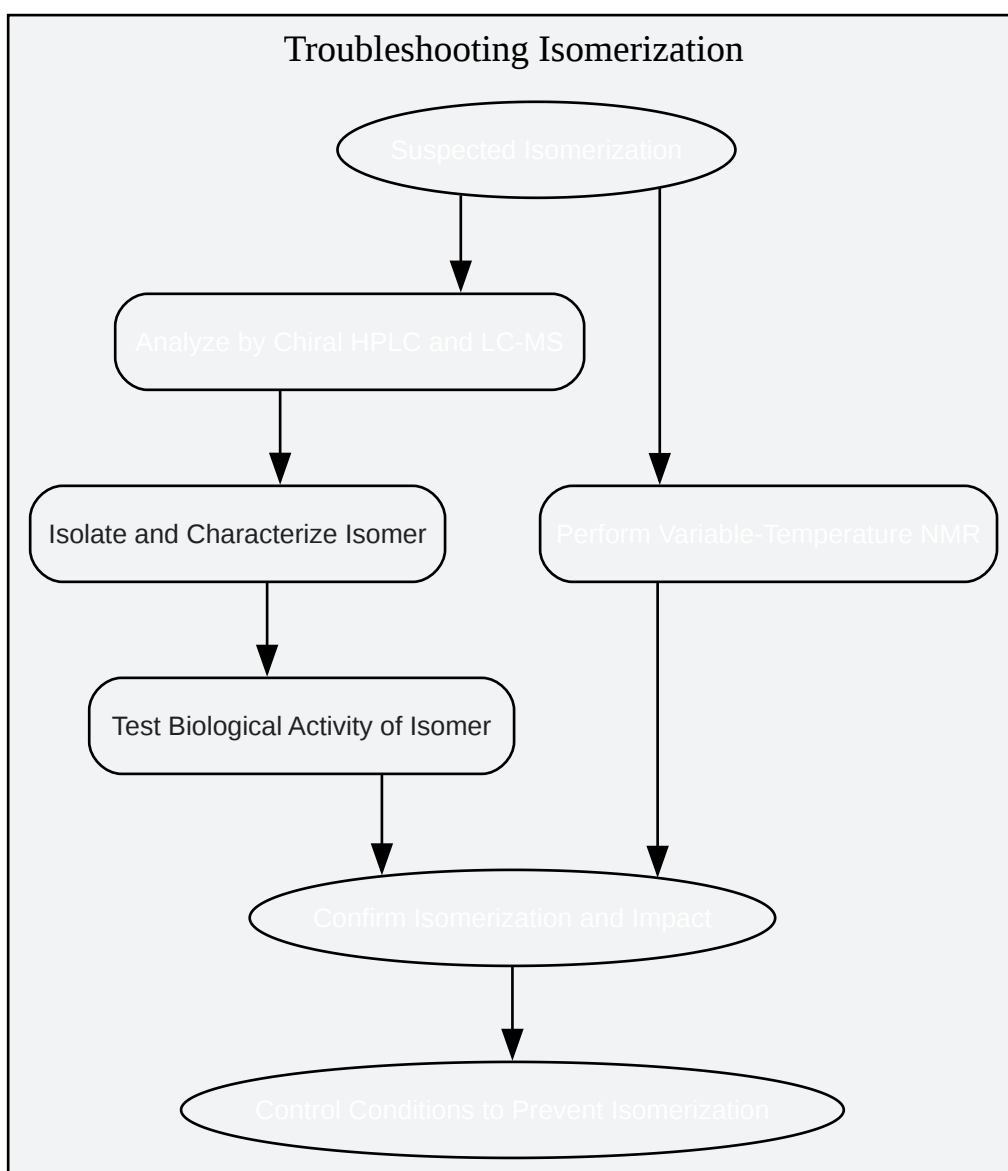 Troubleshooting Isomerization
Suspected Isomerization
Analyze by Chiral HPLC and LC-MS
Isolate and Characterize Isomer
Perform Variable-Temperature NMR
Test Biological Activity of Isomer
Confirm Isomerization and Impact
Control Conditions to Prevent Isomerization